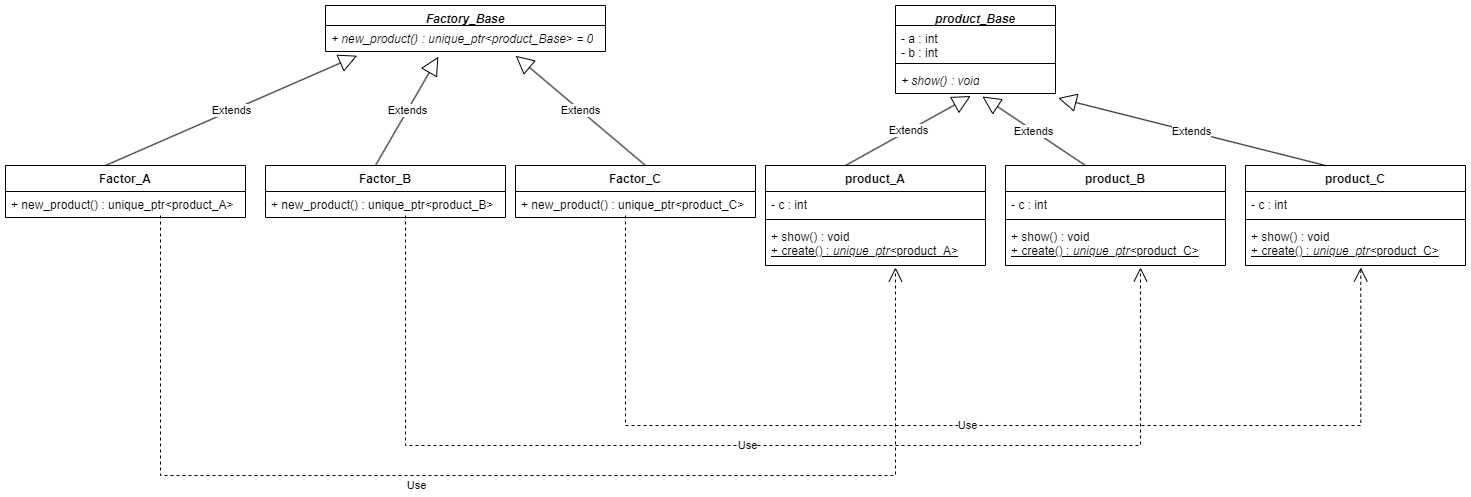 Factory_Base
+ new_product() : unique_ptr<product_Base> = 0
product_Base
- a : int
- b : int
+ show() : void
Extends
Extends
Extends
Extends
Extends
Extends
Factor_A
+ new_product() : unique_ptr<product_A>
Factor_B
+ new_product() : unique_ptr<product_B>
Factor_C
+ new_product() : unique_ptr<product_C>
product_A
- c : int
+ show() : void
+ create() : unique_ptr<product_A>
product_B
- c : int
+ show() : void
+ create() : unique_ptr<product_C>
product_C
- c : int
+ show() : void
+ create() : unique_ptr<product_C>
Use
Use
Use